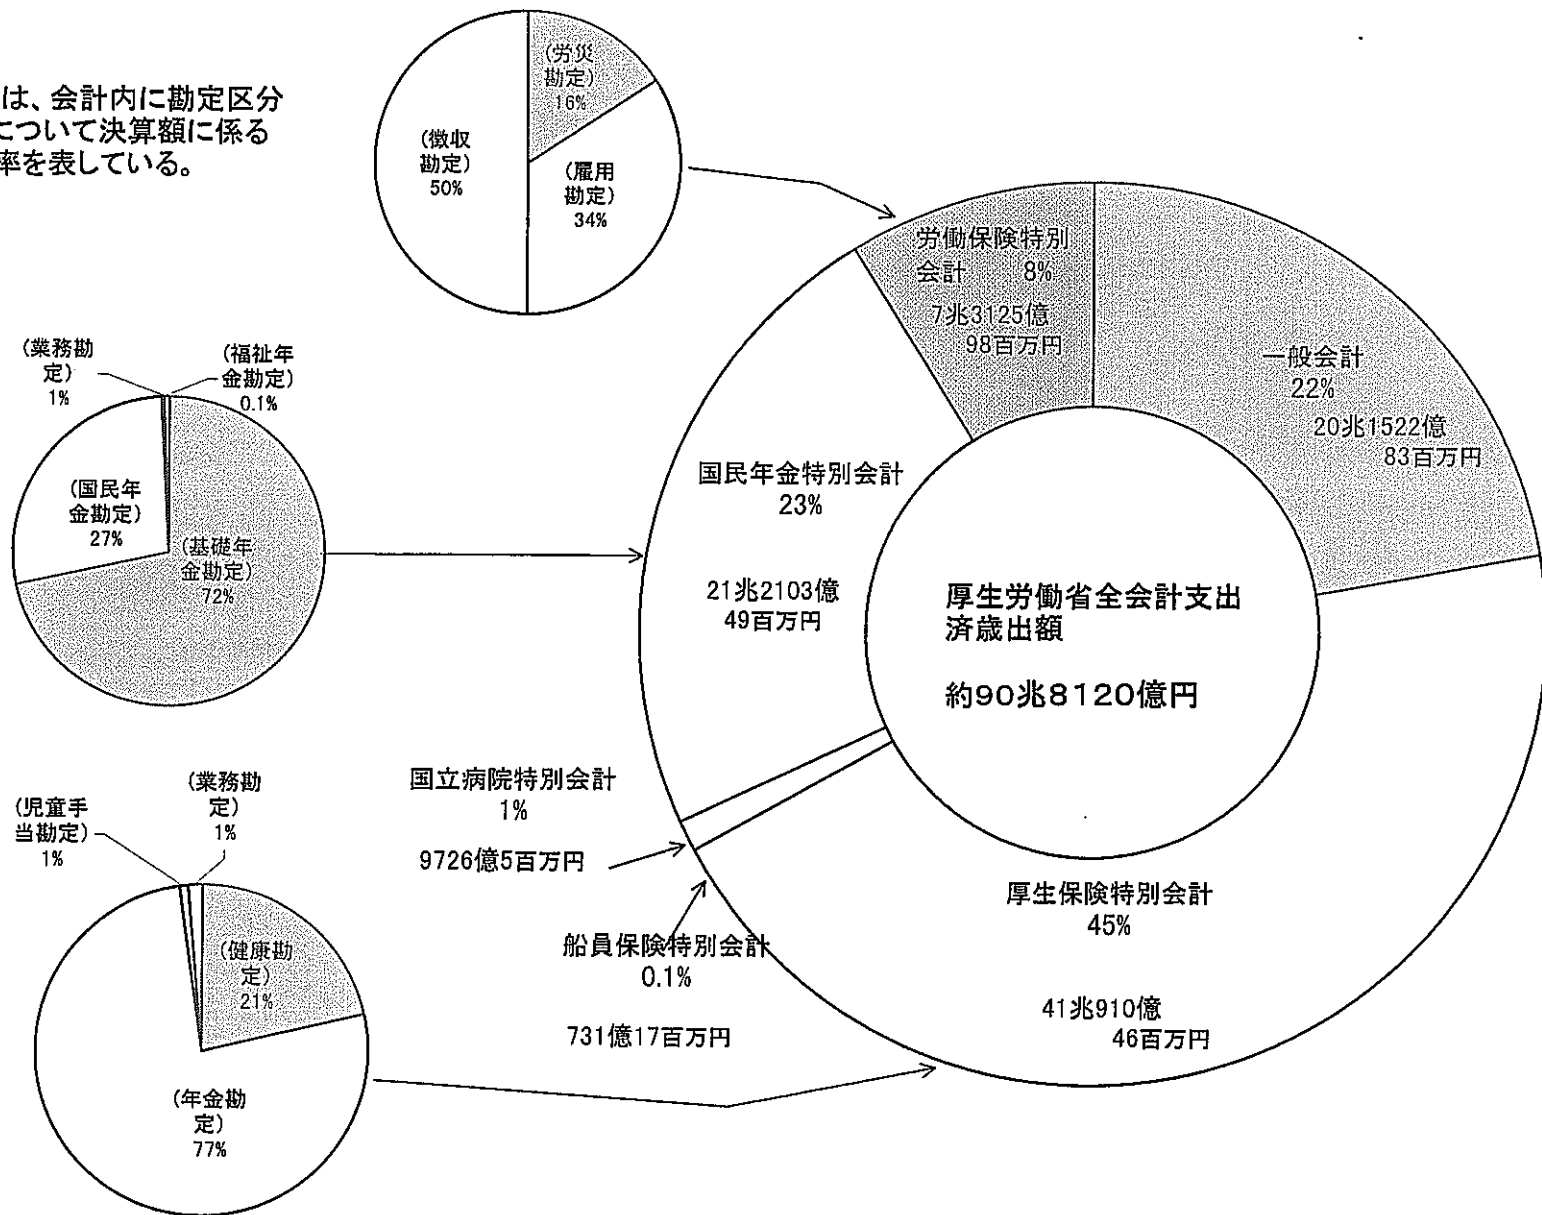 は、会計内に勘定区分
について決算額に係る
率を表している。
(労災
勘定)
16%
(徴収
勘定)
50%
(雇用
勘定)
34%
労働保険特別
会計 8%
7兆3125億
98百万円
一般会計
22%
20兆1522億
83百万円
(業務勘
定)
1%
(福祉年
金勘定)
0.1%
(国民年
金勘定)
27%
(基礎年
金勘定)
72%
国民年金特別会計
23%
21兆2103億
49百万円
厚生労働省全会計支出
済歳出額
約90兆8120億円
国立病院特別会計
1%
9726億5百万円
(児童手
当勘定)
1%
(業務勘
定)
1%
(健康勘
定)
21%
(年金勘
定)
77%
船員保険特別会計
0.1%
731億17百万円
厚生保険特別会計
45%
41兆910億
46百万円